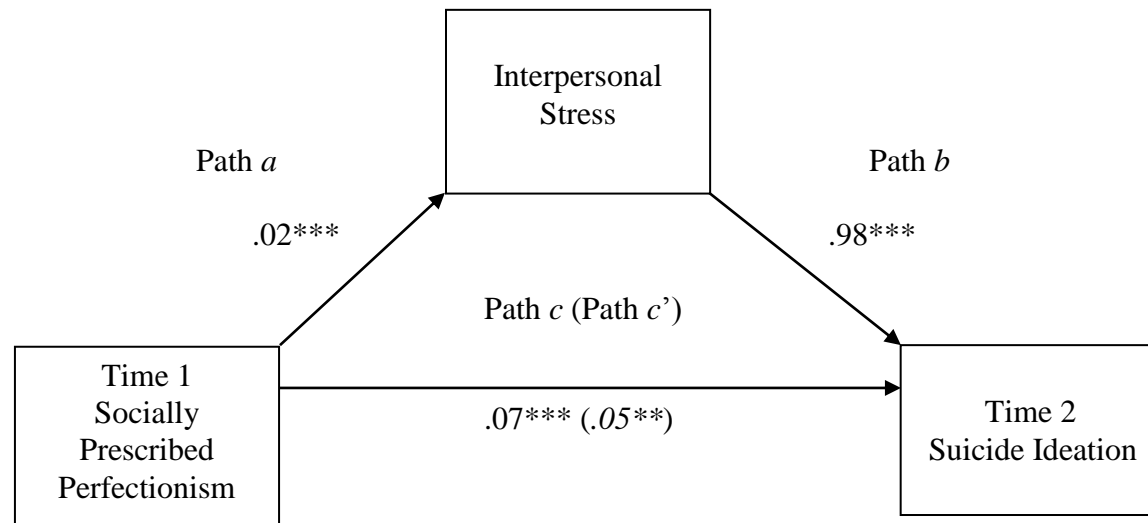 Interpersonal
Stress
Path a
Path b
.02***
.98***
Path c (Path c’)
Time 1
Socially
Prescribed
Perfectionism
.07*** (.05**)
Time 2
Suicide Ideation